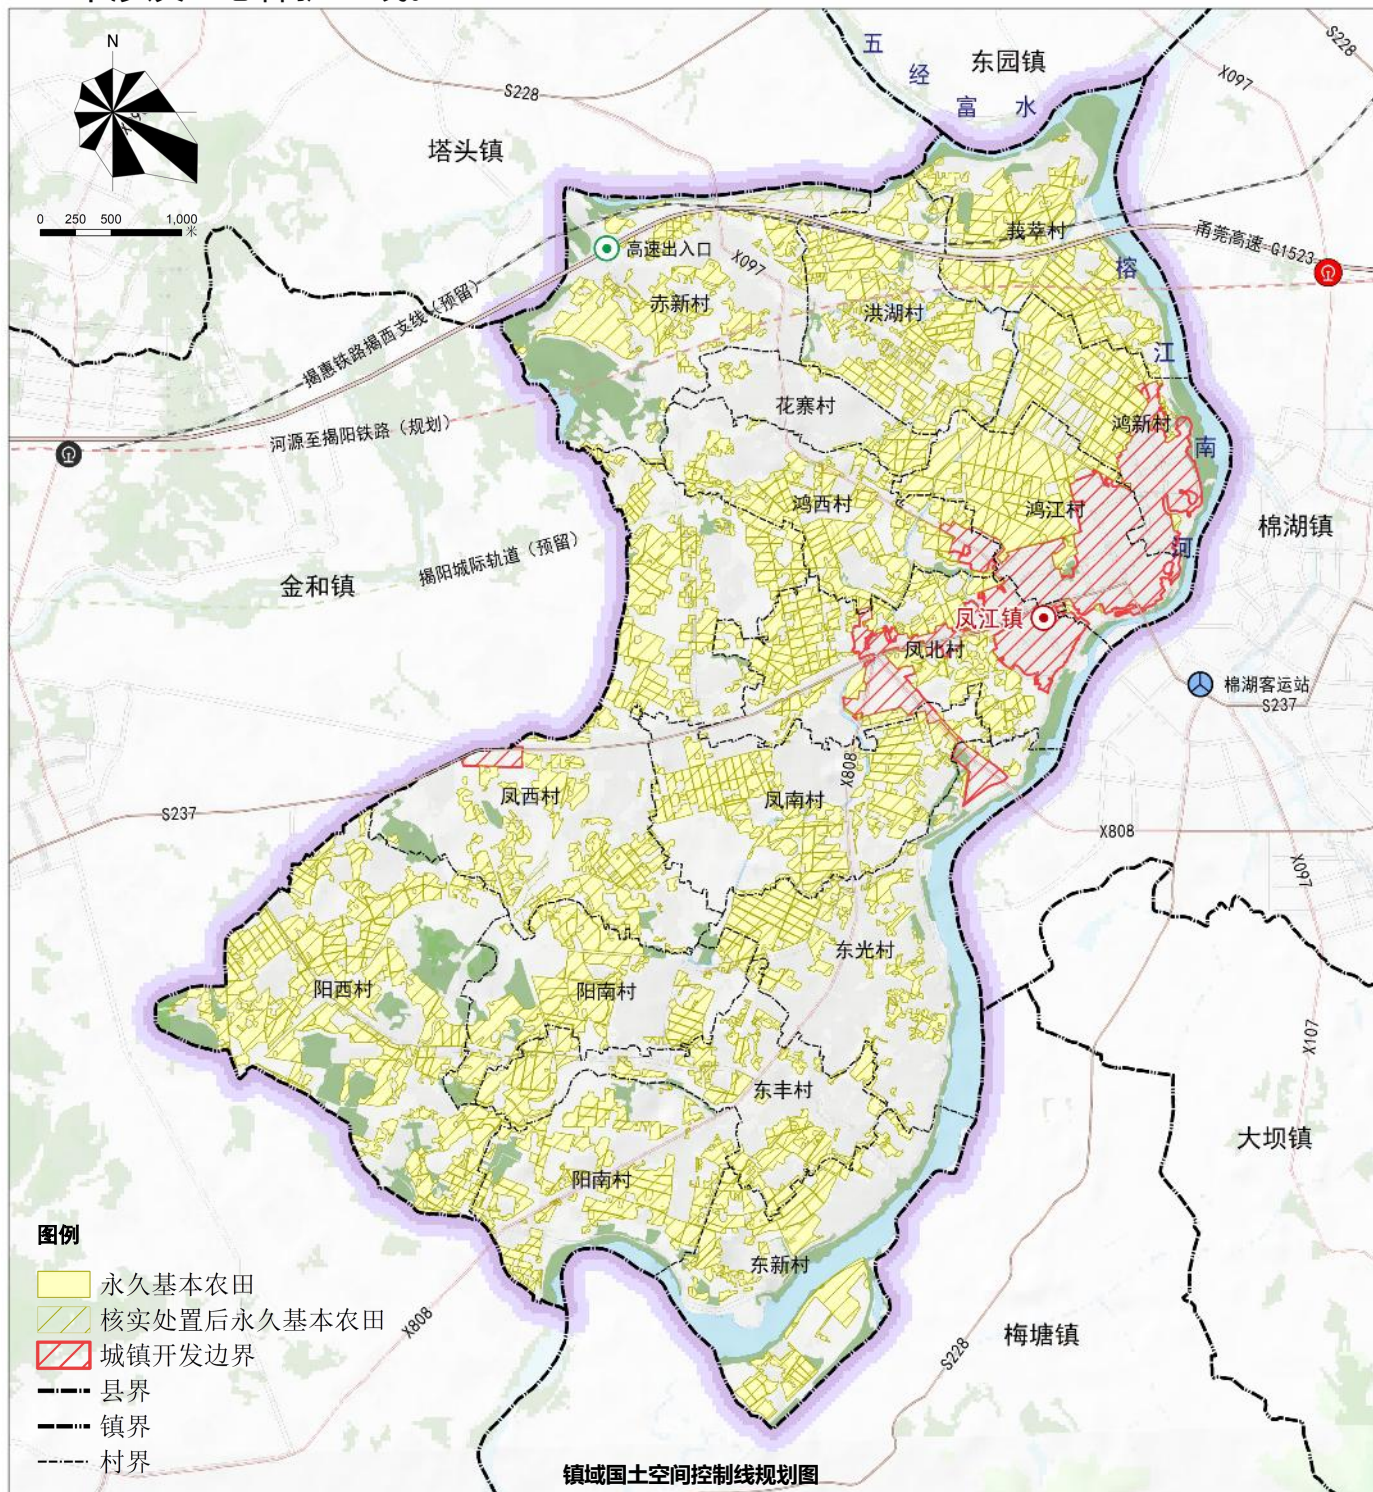 N
0 250 500 1,000
米
五
经
富
水
东园镇
S228
X097
S228
塔头镇
莪萃村
甬莞高速 G1523
高速出入口
X097
榕
赤新村
洪湖村
揭惠铁路揭西支线（预留）
江
花寨村
鸿新村
河源至揭阳铁路（规划）
南
鸿西村
鸿江村
棉湖镇
河
揭阳城际轨道（预留）
金和镇
凤江镇
凤北村
棉湖客运站
S237
X808
凤西村
凤南村
S237
X808
X097
东光村
阳西村
阳南村
X107
东丰村
大坝镇
阳南村
图例
东新村
永久基本农田
核实处置后永久基本农田
X808
梅塘镇
S228
城镇开发边界
县界
镇界
村界
镇域国土空间控制线规划图